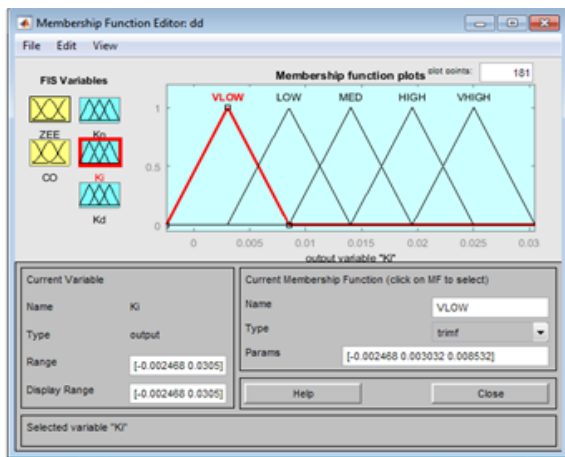 Membership Function Editor: dd
File Edit View
FIS Variables
Membership function plots plot points: 181
ZEE Kp
CO Ki
Kd
VLOW LOW MED HIGH VHIGH
1
0.5
0
0 0.005 0.01 0.015 0.02 0.025 0.03
output variable "Ki"
Current Variable
Name Ki
Type output
Range [-0.002468 0.0305]
Display Range [-0.002468 0.0305]
Current Membership Function (click on MF to select)
Name VLOW
Type trimf
Params [-0.002468 0.003032 0.008532]
Help Close
Selected variable "Ki"